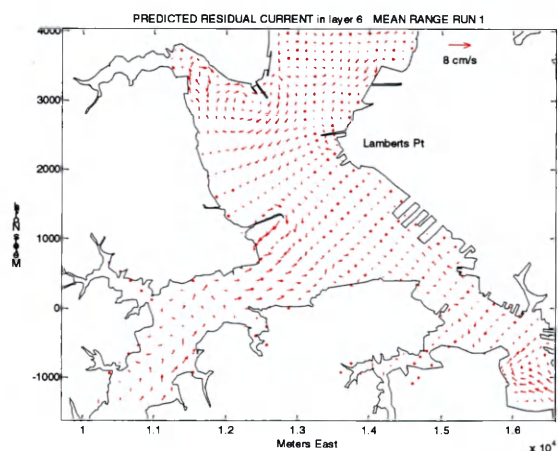 PREDICTED RESIDUAL CURRENT in layer 6 MEAN RANGE RUN 1
8 cm/s
Lamberts Pt
4000
3000
2000
1000
0
-1000
1 1.1 1.2 1.3 1.4 1.5 1.6
x 10⁴
Meters East